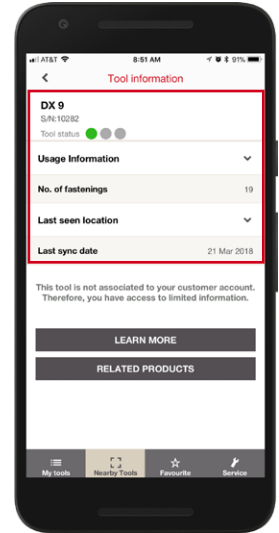 AT&T
8:51 AM
91%
Tool information
DX 9
S/N:10282
Tool status
Usage Information
No. of fastenings 19
Last seen location
Last sync date 21 Mar 2018
This tool is not associated to your customer account.
Therefore, you have access to limited information.
LEARN MORE
RELATED PRODUCTS
My tools Nearby Tools Favourite Service